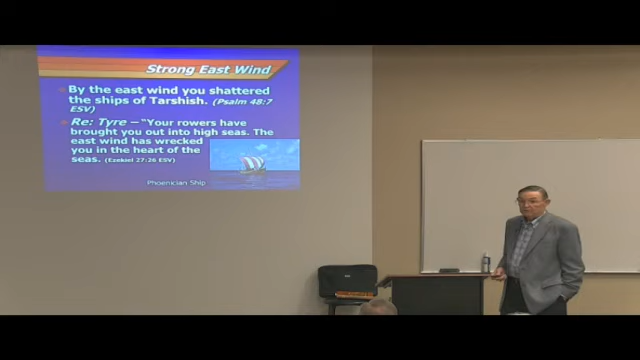 Strong East Wind
By the east wind you shattered
the ships of Tarshish. (Psalm 48:7
ESV)
Re: Tyre – “Your rowers have
brought you out into high seas. The
east wind has wrecked
you in the heart of the
seas. (Ezekiel 27:26 ESV)
Phoenician Ship